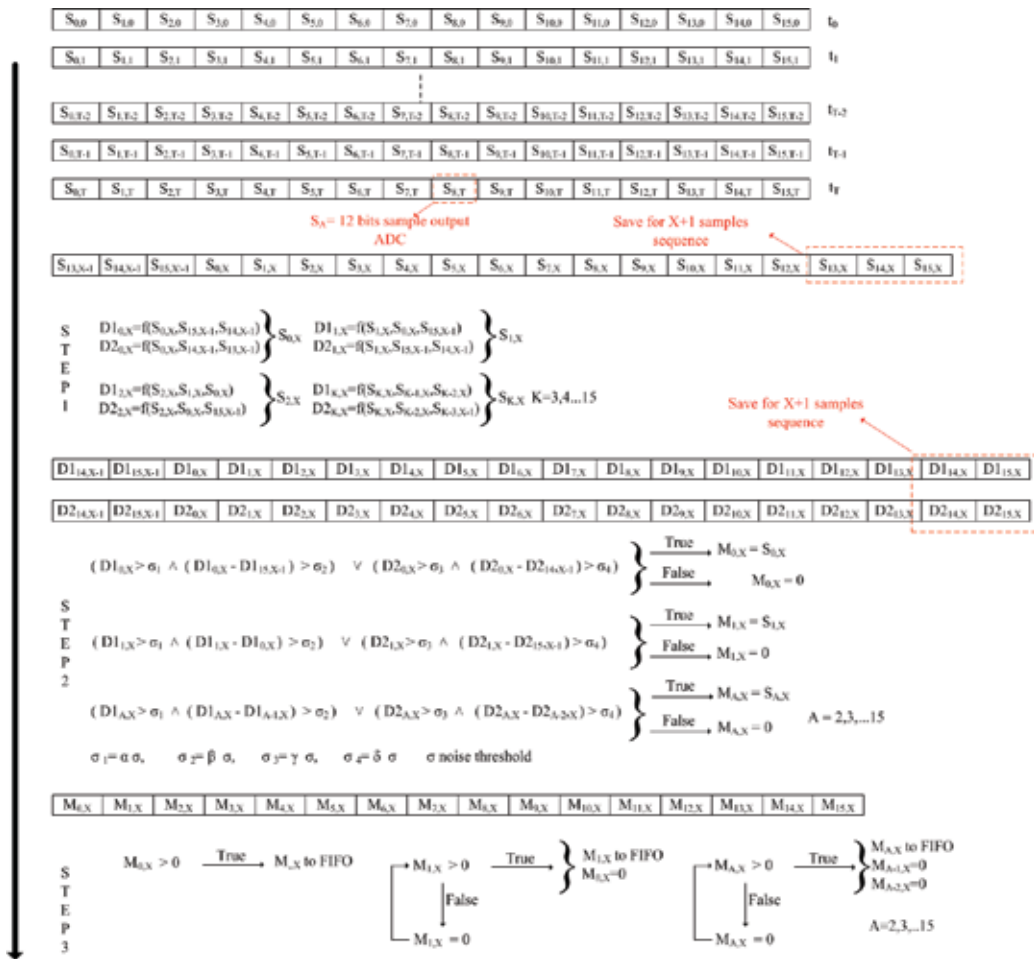 S0,0 S1,0 S2,0 S3,0 S4,0 S5,0 S6,0 S7,0 S8,0 S9,0 S10,0 S11,0 S12,0 S13,0 S14,0 S15,0 t0
S0,1 S1,1 S2,1 S3,1 S4,1 S5,1 S6,1 S7,1 S8,1 S9,1 S10,1 S11,1 S12,1 S13,1 S14,1 S15,1 t1
S0,T-2 S1,T-2 S2,T-2 S3,T-2 S4,T-2 S5,T-2 S6,T-2 S7,T-2 S8,T-2 S9,T-2 S10,T-2 S11,T-2 S12,T-2 S13,T-2 S14,T-2 S15,T-2 tT-2
S0,T-1 S1,T-1 S2,T-1 S3,T-1 S4,T-1 S5,T-1 S6,T-1 S7,T-1 S8,T-1 S9,T-1 S10,T-1 S11,T-1 S12,T-1 S13,T-1 S14,T-1 S15,T-1 tT-1
S0,T S1,T S2,T S3,T S4,T S5,T S6,T S7,T S8,T S9,T S10,T S11,T S12,T S13,T S14,T S15,T tT
SA= 12 bits sample output
ADC
Save for X+1 samples
sequence
S13,X-1 S14,X-1 S15,X-1 S0,X S1,X S2,X S3,X S4,X S5,X S6,X S7,X S8,X S9,X S10,X S11,X S12,X S13,X S14,X S15,X
STEP1
D10,X=f(S0,X,S15,X-1,S14,X-1) } S0,X
D20,X=f(S0,X,S14,X-1,S13,X-1)
D11,X=f(S1,X,S0,X,S15,X-1) } S1,X
D21,X=f(S1,X,S15,X-1,S14,X-1)
D12,X=f(S2,X,S1,X,S0,X) } S2,X
D22,X=f(S2,X,S0,X,S15,X-1)
D1K,X=f(SK,X,SK-1,X,SK-2,X) } SK,X K=3,4...15
D2K,X=f(SK,X,SK-2,X,SK-3,X-1)
Save for X+1 samples
sequence
D114,X-1 D115,X-1 D10,X D11,X D12,X D13,X D14,X D15,X D16,X D17,X D18,X D19,X D110,X D111,X D112,X D113,X D114,X D115,X
D214,X-1 D215,X-1 D20,X D21,X D22,X D23,X D24,X D25,X D26,X D27,X D28,X D29,X D210,X D211,X D212,X D213,X D214,X D215,X
STEP2
( D10,X > σ1 ∧ (D10,X - D115,X-1) > σ2) ∨ (D20,X > σ3 ∧ (D20,X - D214,X-1) > σ4) } True M0,X = S0,X
False M0,X = 0
(D11,X > σ1 ∧ (D11,X - D10,X) > σ2) ∨ (D21,X > σ3 ∧ (D21,X - D215,X-1) > σ4) } True M1,X = S1,X
False M1,X = 0
(D1A,X > σ1 ∧ (D1A,X - D1A-1,X) > σ2) ∨ (D2A,X > σ3 ∧ (D2A,X - D2A-2,X) > σ4) } True MA,X = SA,X
False MA,X = 0 A = 2,3,...15
σ1= α σ, σ2= β σ, σ3= γ σ, σ4= δ σ σ noise threshold
M0,X M1,X M2,X M3,X M4,X M5,X M6,X M7,X M8,X M9,X M10,X M11,X M12,X M13,X M14,X M15,X
STEP3
M0,X > 0 True M,X to FIFO
M1,X > 0 True } M1,X to FIFO
M0,X=0
False
M1,X = 0
MA,X > 0 True } MA,X to FIFO
MA-1,X=0
MA-2,X=0
False
MA,X = 0
A=2,3,..15